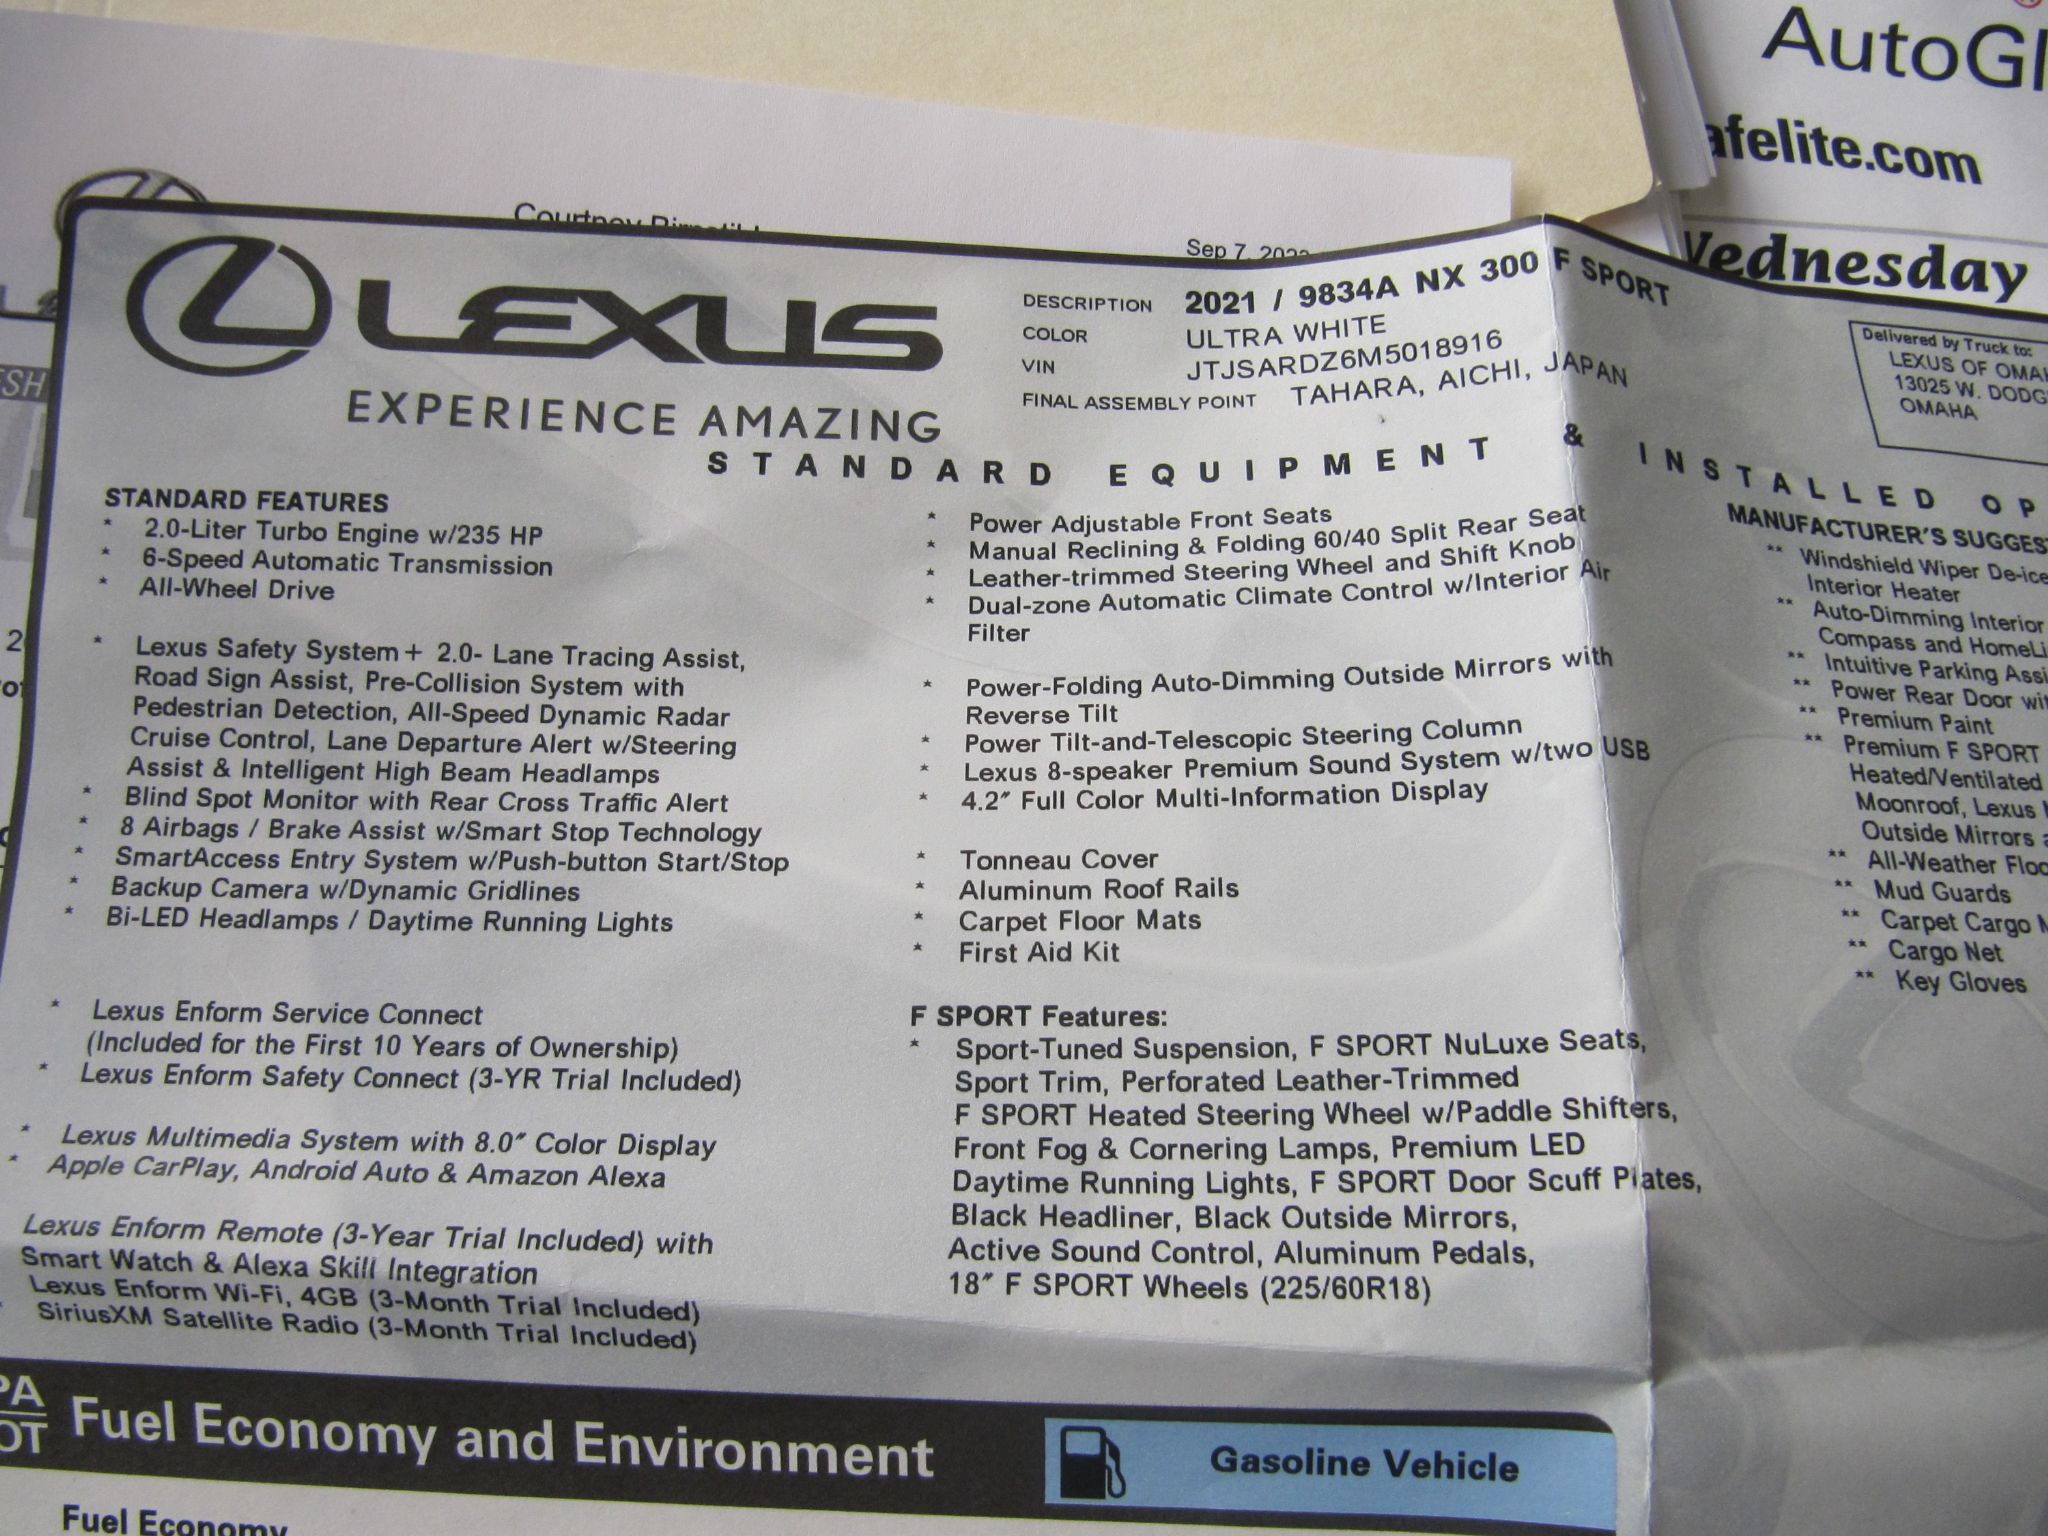 AutoGl
afelite.com
Wednesday
Courtney
Sep 7, 202
LEXUS
EXPERIENCE AMAZING
DESCRIPTION 2021 / 9834A NX 300 F SPORT
COLOR ULTRA WHITE
VIN JTJSARDZ6M5018916
FINAL ASSEMBLY POINT TAHARA, AICHI, JAPAN
Delivered by Truck to:
LEXUS OF OMA
13025 W. DODG
OMAHA
STANDARD EQUIPMENT & INSTALLED OP
STANDARD FEATURES
* 2.0-Liter Turbo Engine w/235 HP
* 6-Speed Automatic Transmission
* All-Wheel Drive
* Lexus Safety System+ 2.0- Lane Tracing Assist,
Road Sign Assist, Pre-Collision System with
Pedestrian Detection, All-Speed Dynamic Radar
Cruise Control, Lane Departure Alert w/Steering
Assist & Intelligent High Beam Headlamps
* Blind Spot Monitor with Rear Cross Traffic Alert
* 8 Airbags / Brake Assist w/Smart Stop Technology
* SmartAccess Entry System w/Push-button Start/Stop
* Backup Camera w/Dynamic Gridlines
* Bi-LED Headlamps / Daytime Running Lights
* Lexus Enform Service Connect
(Included for the First 10 Years of Ownership)
* Lexus Enform Safety Connect (3-YR Trial Included)
* Lexus Multimedia System with 8.0″ Color Display
* Apple CarPlay, Android Auto & Amazon Alexa
Lexus Enform Remote (3-Year Trial Included) with
Smart Watch & Alexa Skill Integration
Lexus Enform Wi-Fi, 4GB (3-Month Trial Included)
* SiriusXM Satellite Radio (3-Month Trial Included)
* Power Adjustable Front Seats
* Manual Reclining & Folding 60/40 Split Rear Seat
* Leather-trimmed Steering Wheel and Shift Knob
* Dual-zone Automatic Climate Control w/Interior Air
Filter
* Power-Folding Auto-Dimming Outside Mirrors with
Reverse Tilt
* Power Tilt-and-Telescopic Steering Column
* Lexus 8-speaker Premium Sound System w/two USB
* 4.2″ Full Color Multi-Information Display
* Tonneau Cover
* Aluminum Roof Rails
* Carpet Floor Mats
* First Aid Kit
F SPORT Features:
* Sport-Tuned Suspension, F SPORT NuLuxe Seats,
Sport Trim, Perforated Leather-Trimmed
F SPORT Heated Steering Wheel w/Paddle Shifters,
Front Fog & Cornering Lamps, Premium LED
Daytime Running Lights, F SPORT Door Scuff Plates,
Black Headliner, Black Outside Mirrors,
Active Sound Control, Aluminum Pedals,
18″ F SPORT Wheels (225/60R18)
MANUFACTURER'S SUGGES
** Windshield Wiper De-ice
Interior Heater
** Auto-Dimming Interior
Compass and HomeLi
** Intuitive Parking Assi
** Power Rear Door wit
** Premium Paint
** Premium F SPORT
Heated/Ventilated
Moonroof, Lexus
Outside Mirrors a
** All-Weather Floo
** Mud Guards
** Carpet Cargo M
** Cargo Net
** Key Gloves
PA
OT
Fuel Economy and Environment
Gasoline Vehicle
Fuel Economy